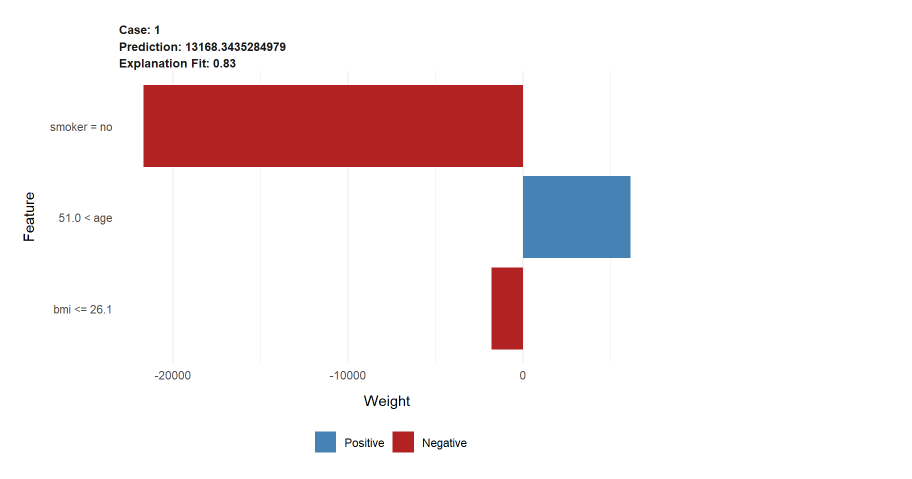 Case: 1
Prediction: 13168.3435284979
Explanation Fit: 0.83
Feature
smoker = no
51.0 < age
bmi <= 26.1
-20000 -10000 0
Weight
Positive Negative